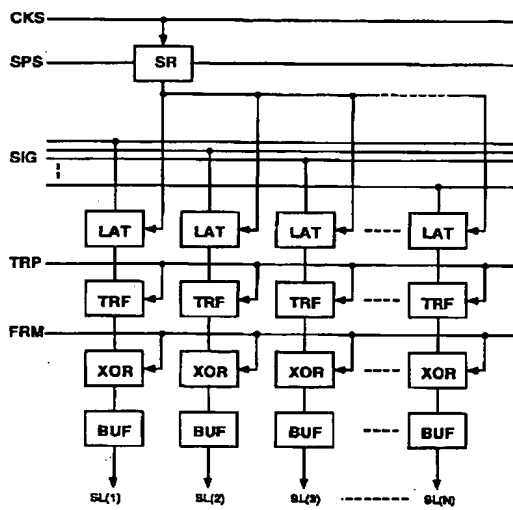 CKS
SPS SR
SIG
LAT LAT LAT LAT
TRP
TRF TRF TRF TRF
FRM
XOR XOR XOR XOR
BUF BUF BUF BUF
SL(1) SL(2) SL(3) SL(N)